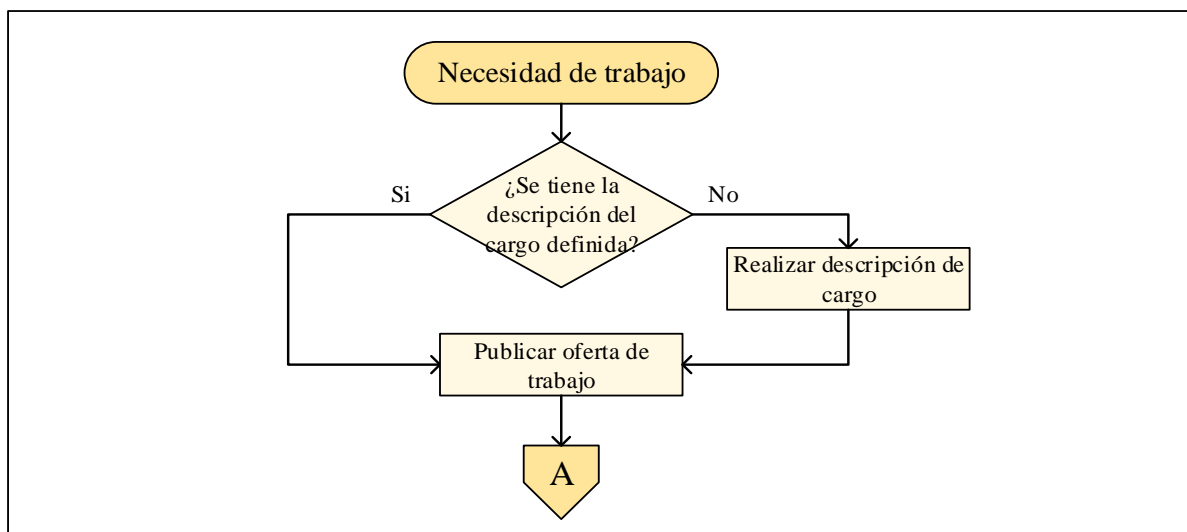 Necesidad de trabajo
¿Se tiene la
descripción del
cargo definida?
Si
No
Realizar descripción de
cargo
Publicar oferta de
trabajo
A